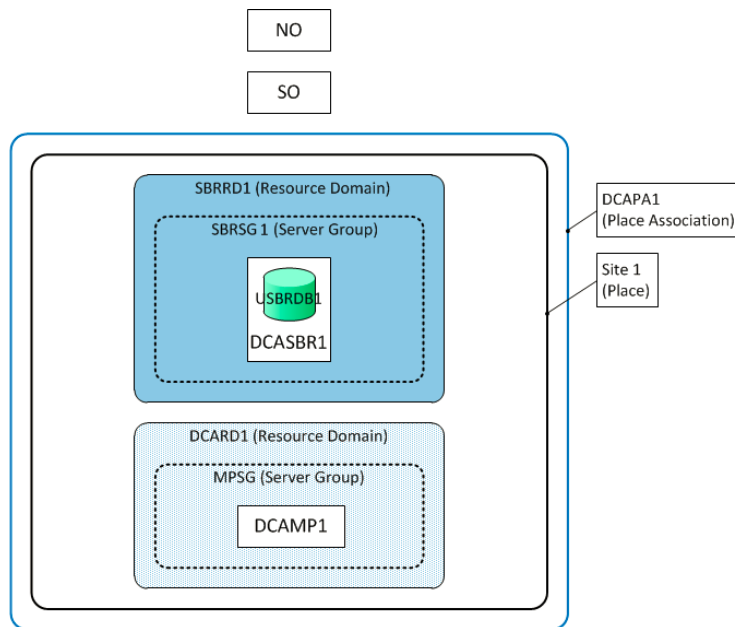 NO
SO
SBRRD1 (Resource Domain)
SBRSG 1 (Server Group)
USBRDB1
DCASBR1
DCARD1 (Resource Domain)
MPSG (Server Group)
DCAMP1
DCAPA1
(Place Association)
Site 1
(Place)